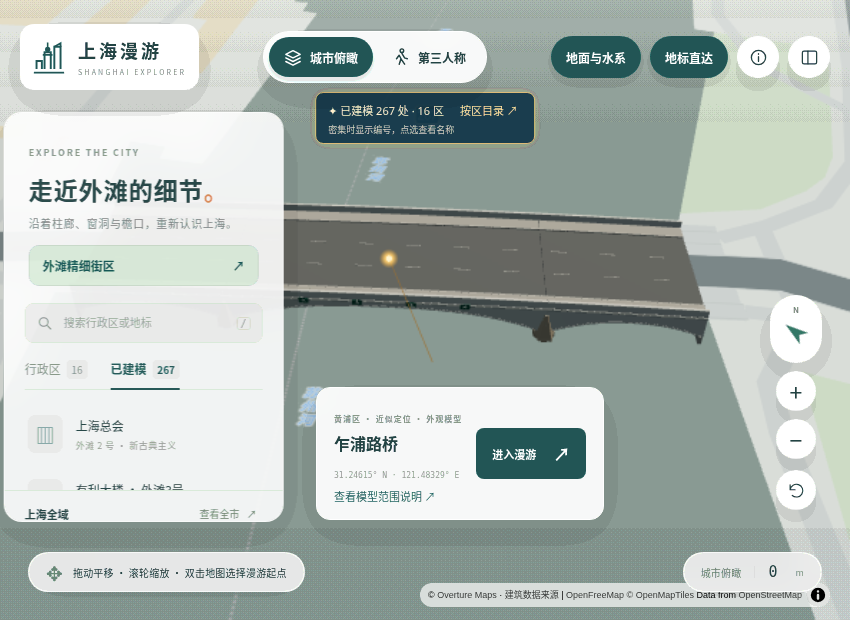 上海漫游
SHANGHAI EXPLORER
城市俯瞰
第三人称
地面与水系
地标直达
✦ 已建模 267 处 · 16 区 按区目录 ↗
密集时显示编号，点选查看名称
EXPLORE THE CITY
走近外滩的细节。
沿着柱廊、窗洞与檐口，重新认识上海。
外滩精细街区 ↗
搜索行政区或地标 /
行政区 16 已建模 267
上海总会
外滩 2 号 · 新古典主义
有利大楼 · 外滩3号
上海全域 查看全市 ↗
黄浦区 · 近似定位 · 外观模型
乍浦路桥
31.24615° N · 121.48329° E
查看模型范围说明 ↗
进入漫游 ↗
N
+
−
拖动平移 · 滚轮缩放 · 双击地图选择漫游起点
城市俯瞰 0 m
© Overture Maps · 建筑数据来源 | OpenFreeMap © OpenMapTiles Data from OpenStreetMap